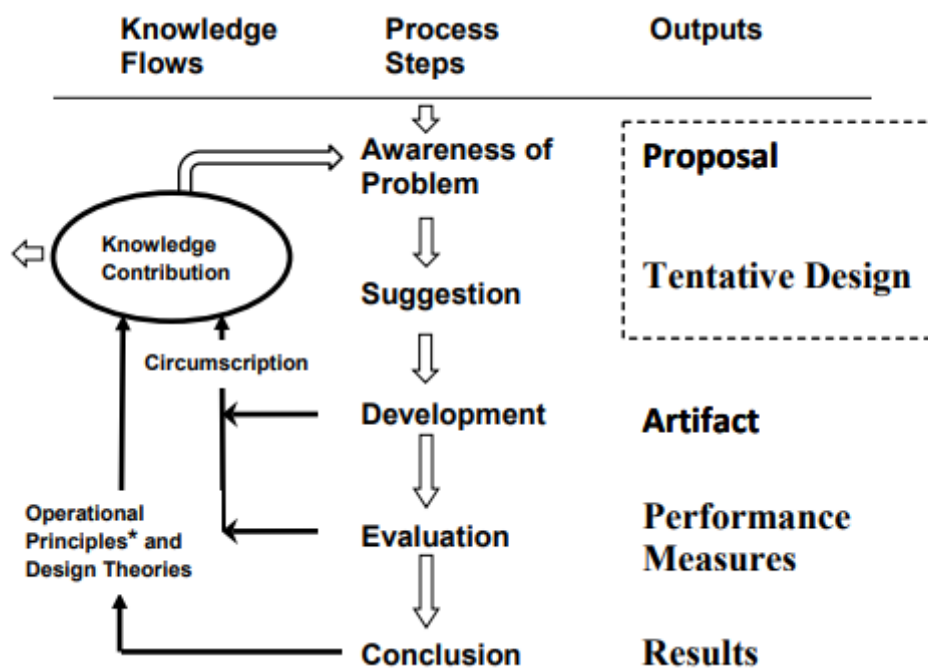 Knowledge
Flows
Process
Steps
Outputs
Awareness of
Problem
Proposal
Knowledge
Contribution
Suggestion
Tentative Design
Circumscription
Development
Artifact
Operational
Principles* and
Design Theories
Evaluation
Performance
Measures
Conclusion
Results